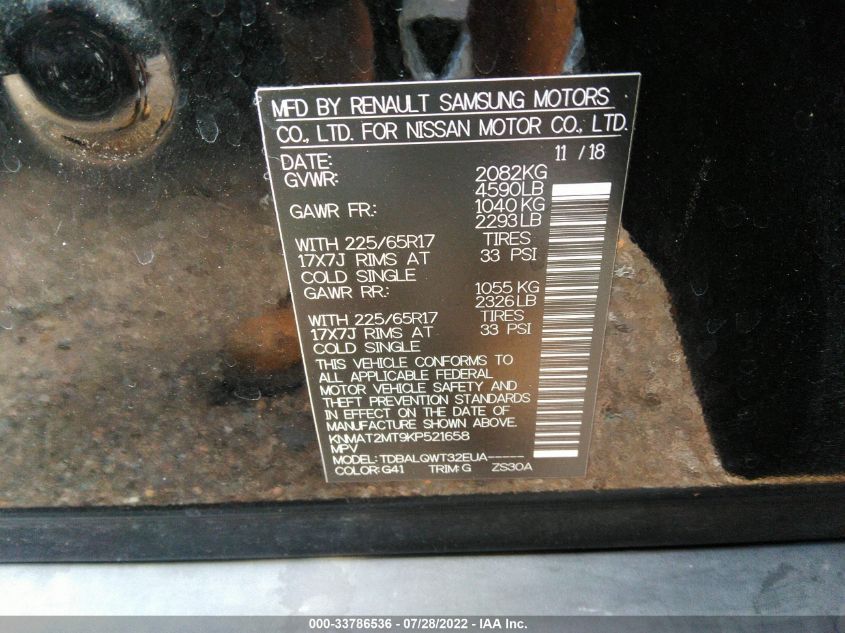 MFD BY RENAULT SAMSUNG MOTORS
CO., LTD. FOR NISSAN MOTOR CO., LTD.
DATE: 11 / 18
GVWR: 2082KG
4590LB
GAWR FR.: 1040 KG
2293LB
WITH 225/65R17 TIRES
17X7J RIMS AT 33 PSI
COLD SINGLE
GAWR RR.: 1055 KG
2326LB
WITH 225/65R17 TIRES
17X7J RIMS AT 33 PSI
COLD SINGLE
THIS VEHICLE CONFORMS TO
ALL APPLICABLE FEDERAL
MOTOR VEHICLE SAFETY AND
THEFT PREVENTION STANDARDS
IN EFFECT ON THE DATE OF
MANUFACTURE SHOWN ABOVE.
KNMAT2MT9KP521658
MPV
MODEL: TDBALQWT32EUA-----
COLOR:G41 TRIM:G ZS30A
000-33786536 - 07/28/2022 - IAA Inc.